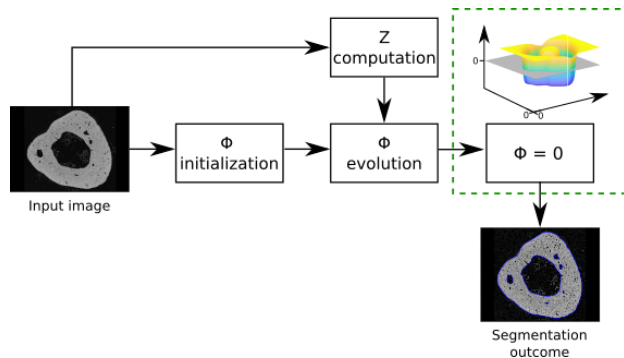 Z
computation
0
0
0
Φ
initialization
Φ
evolution
Φ = 0
Input image
Segmentation
outcome